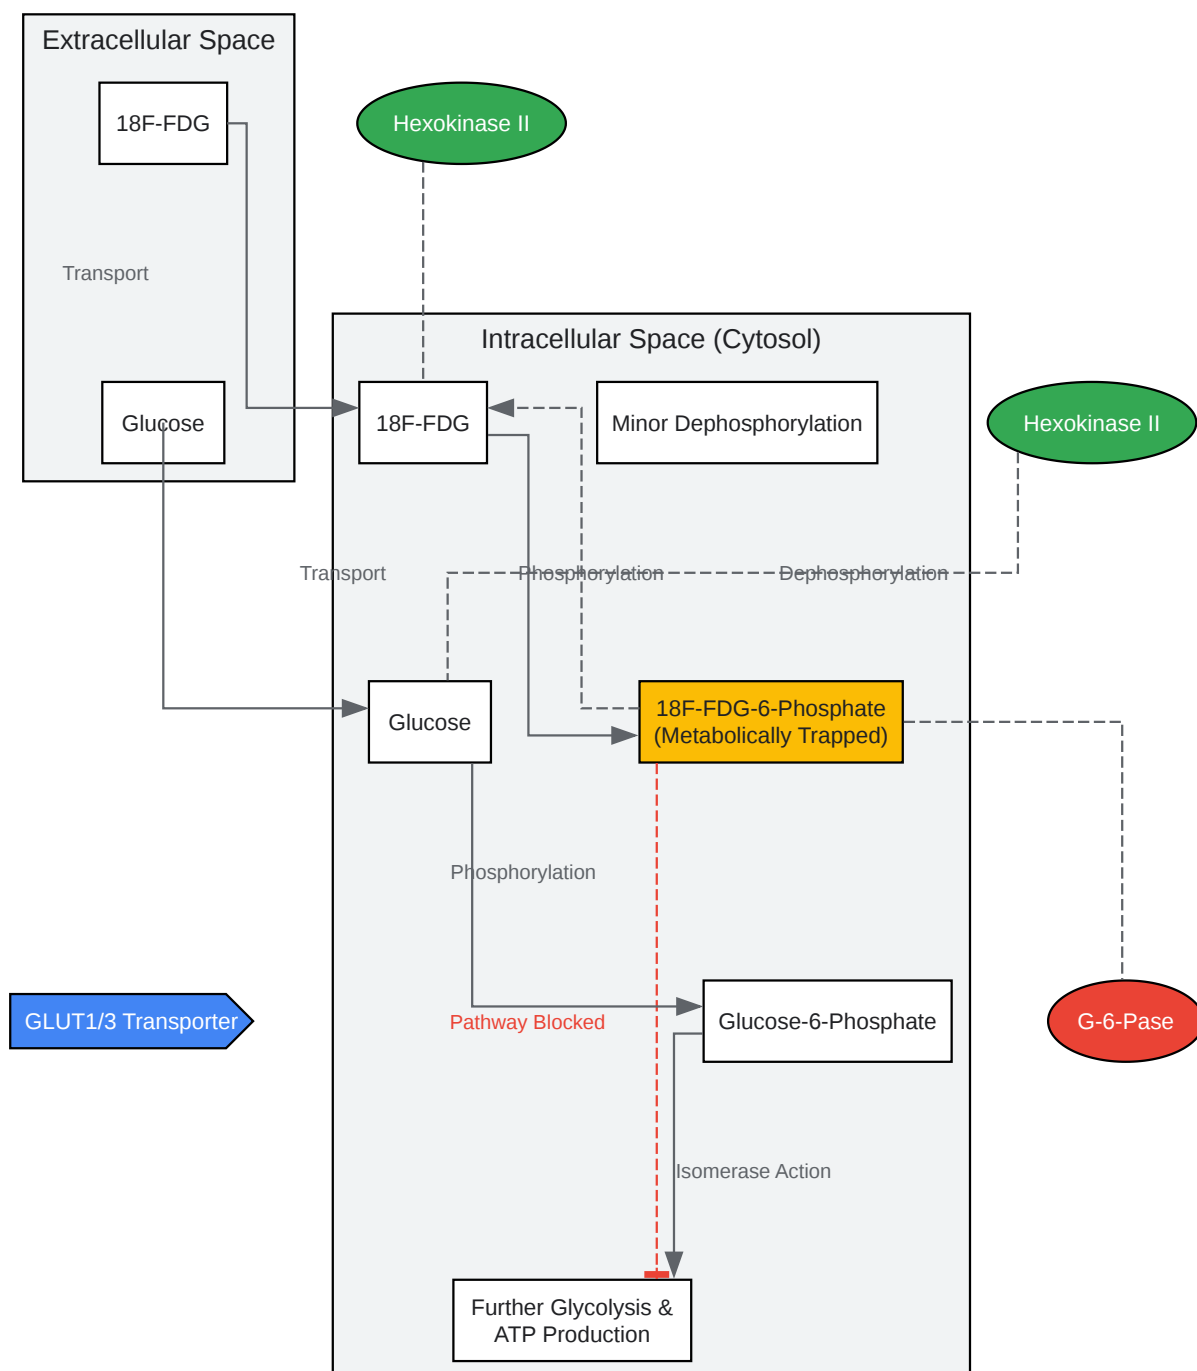 Extracellular Space
18F-FDG
Hexokinase II
Transport
Intracellular Space (Cytosol)
Glucose
18F-FDG
Minor Dephosphorylation
Hexokinase II
Transport
Phosphorylation
Dephosphorylation
Glucose
18F-FDG-6-Phosphate
(Metabolically Trapped)
Phosphorylation
GLUT1/3 Transporter
Pathway Blocked
Glucose-6-Phosphate
G-6-Pase
Isomerase Action
Further Glycolysis &
ATP Production